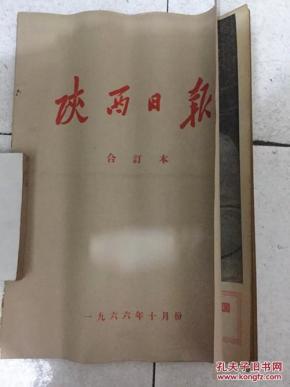 陕西日报
合訂本
一九六六年十月份
孔夫子旧书网